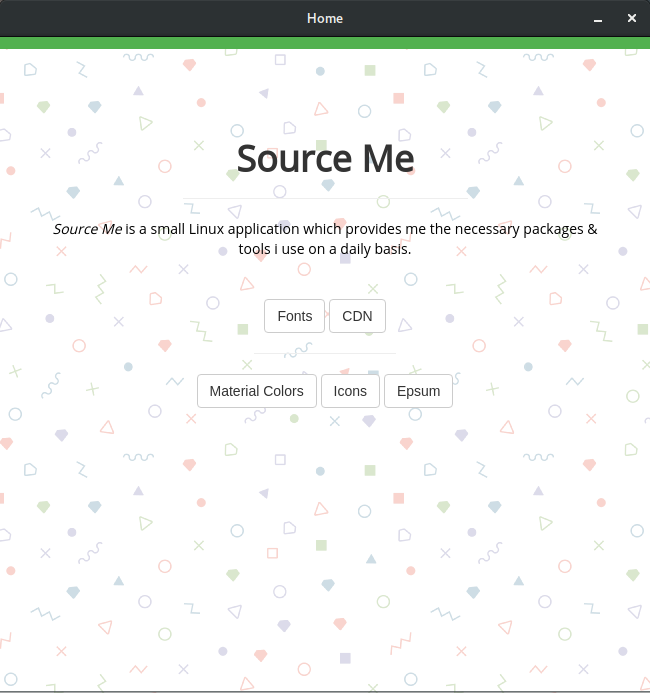 Home
Source Me
Source Me is a small Linux application which provides me the necessary packages &
tools i use on a daily basis.
Fonts CDN
Material Colors Icons Epsum